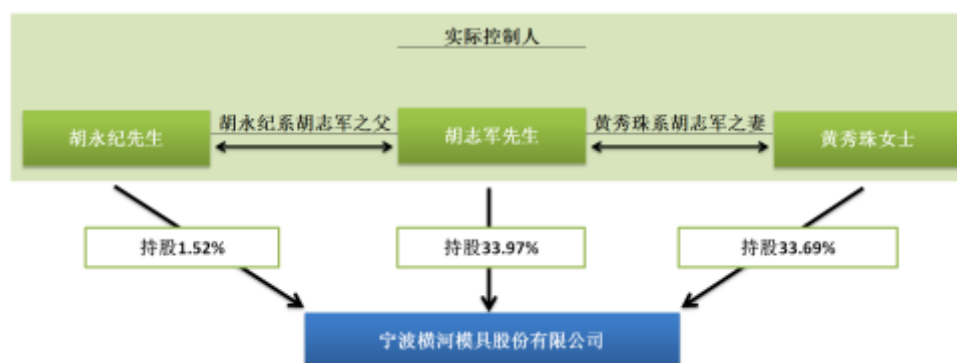 实际控制人
胡永纪先生
胡永纪系胡志军之父
胡志军先生
黄秀珠系胡志军之妻
黄秀珠女士
持股1.52%
持股33.97%
持股33.69%
宁波横河模具股份有限公司